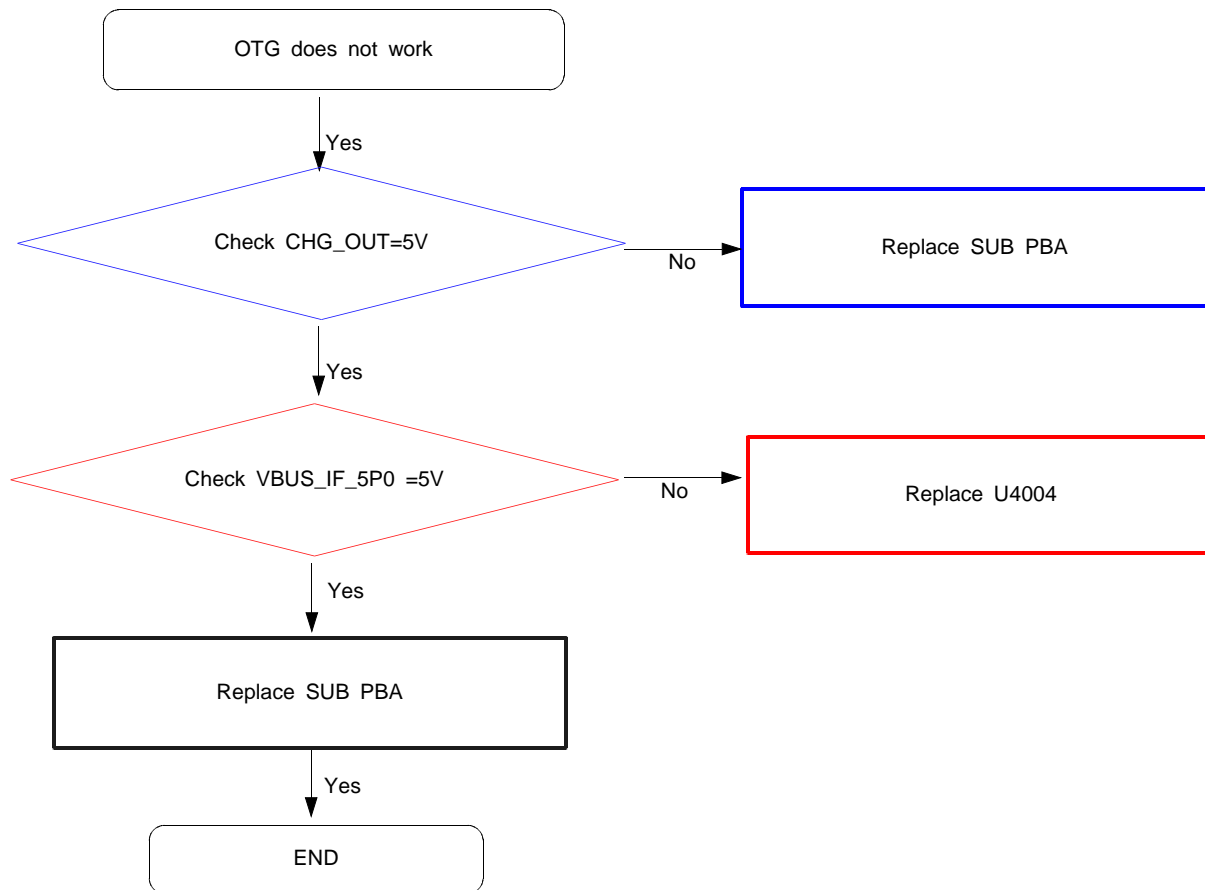 OTG does not work
Yes
Check CHG_OUT=5V
No
Replace SUB PBA
Yes
Check VBUS_IF_5P0 =5V
No
Replace U4004
Yes
Replace SUB PBA
Yes
END